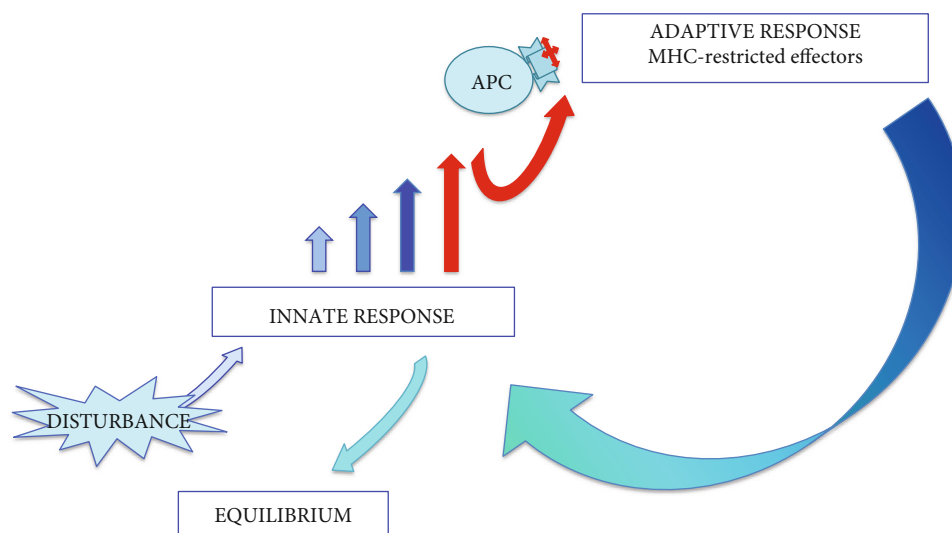 ADAPTIVE RESPONSE
MHC-restricted effectors
APC
INNATE RESPONSE
DISTURBANCE
EQUILIBRIUM